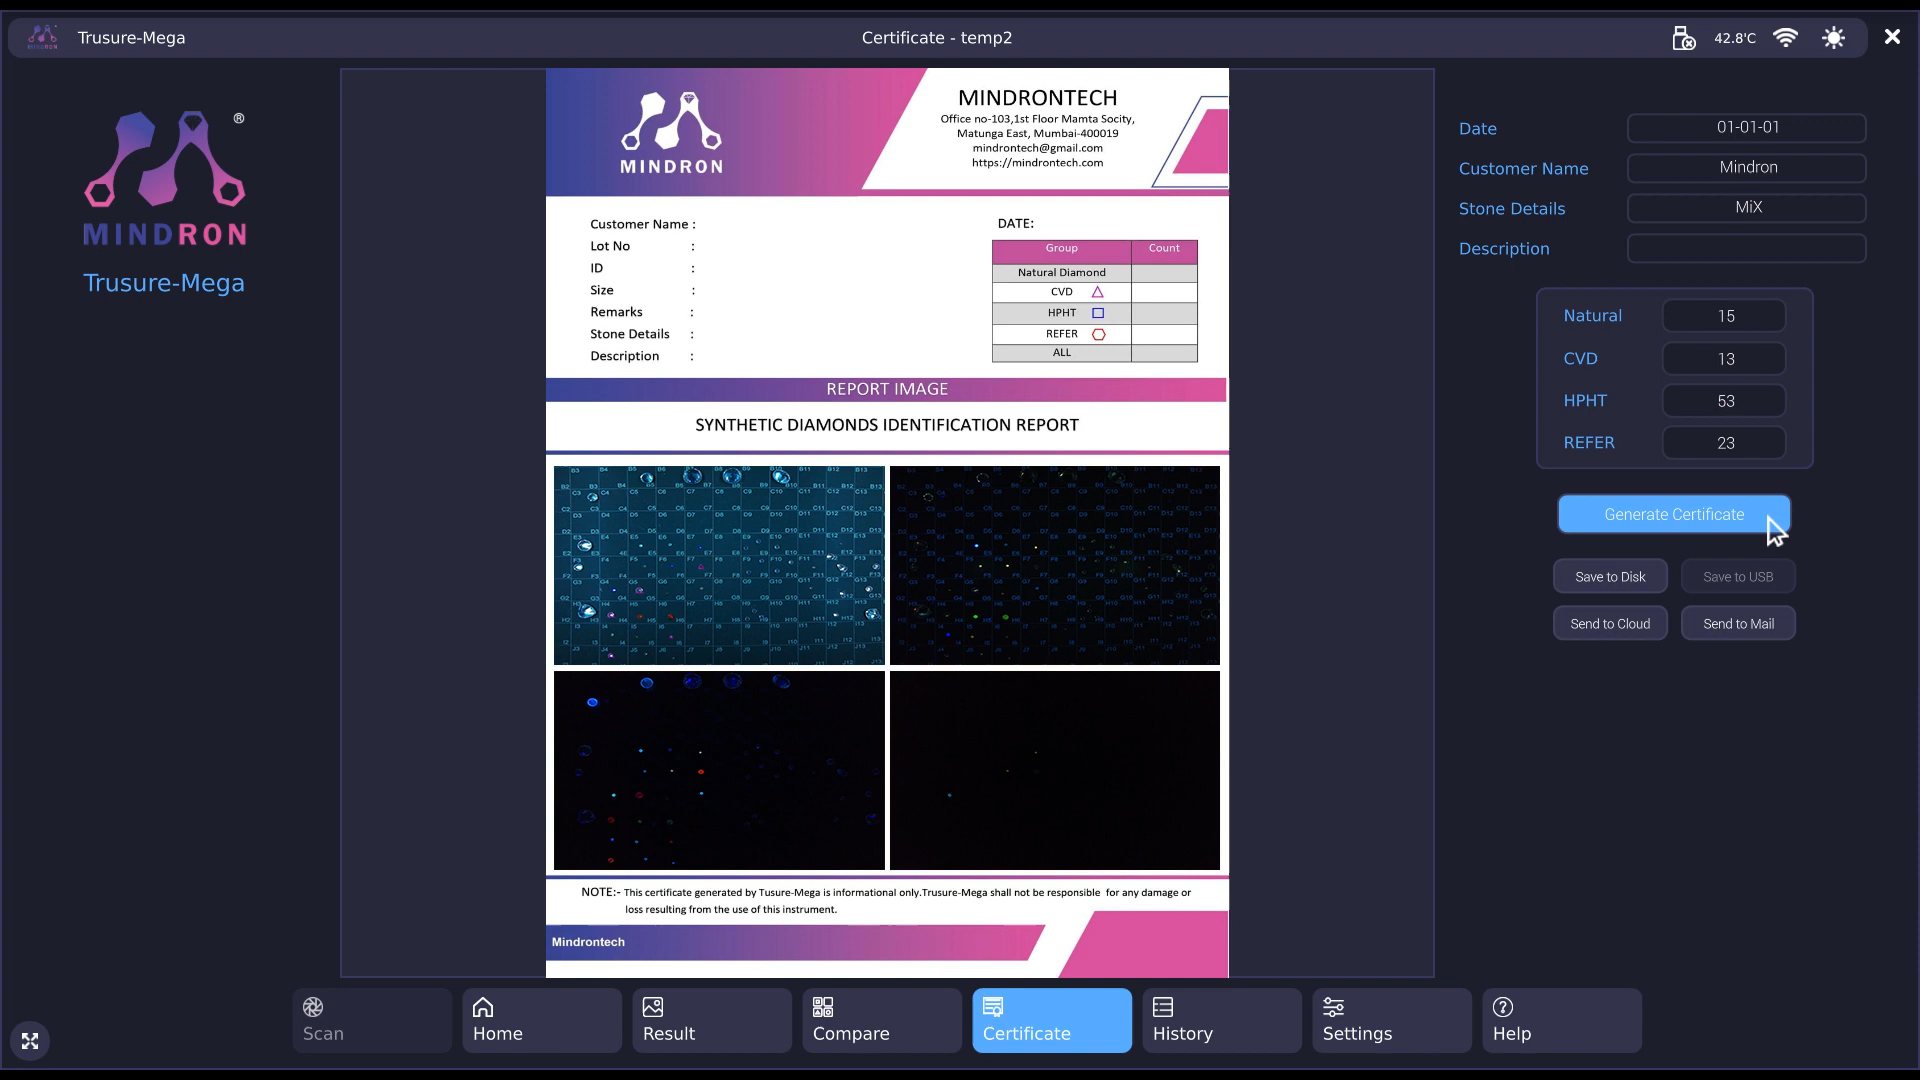 Trusure-Mega
Certificate - temp2
42.8'C
®
MINDRON
Trusure-Mega
MINDRON
MINDRONTECH
Office no-103,1st Floor Mamta Socity,
Matunga East, Mumbai-400019
mindrontech@gmail.com
https://mindrontech.com
Customer Name :
Lot No :
ID :
Size :
Remarks :
Stone Details :
Description :
DATE:
Group Count
Natural Diamond
CVD
HPHT
REFER
ALL
REPORT IMAGE
SYNTHETIC DIAMONDS IDENTIFICATION REPORT
NOTE:- This certificate generated by Tusure-Mega is informational only.Trusure-Mega shall not be responsible for any damage or
loss resulting from the use of this instrument.
Mindrontech
Date 01-01-01
Customer Name Mindron
Stone Details MiX
Description
Natural 15
CVD 13
HPHT 53
REFER 23
Generate Certificate
Save to Disk Save to USB
Send to Cloud Send to Mail
Scan
Home
Result
Compare
Certificate
History
Settings
Help